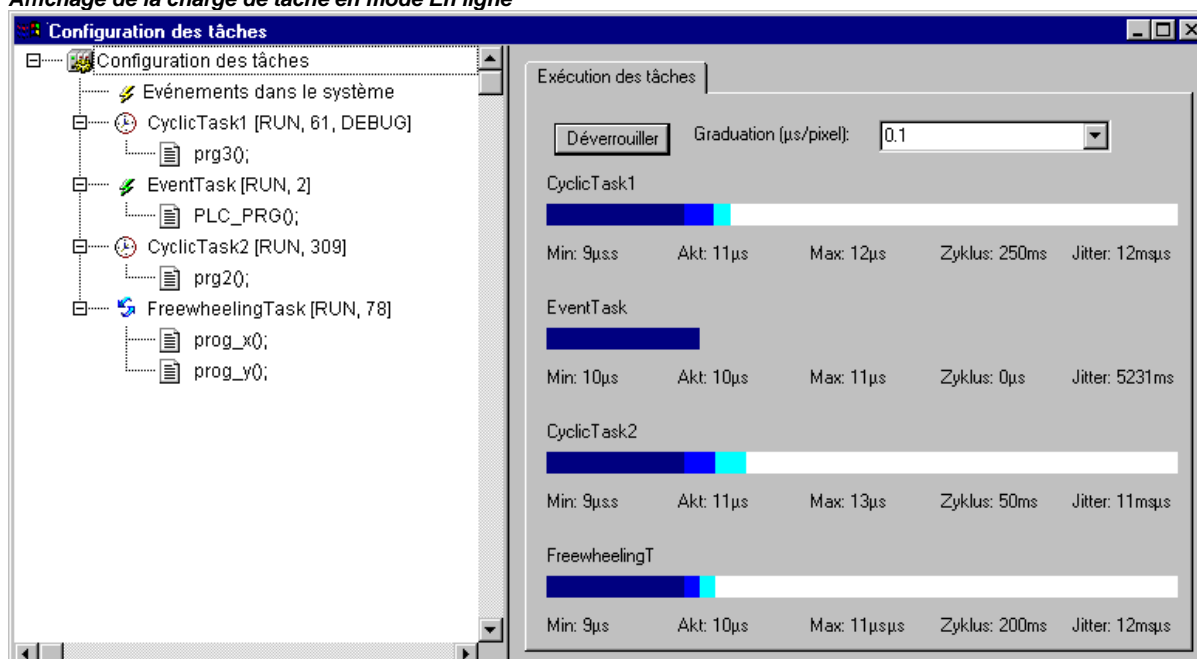 Affichage de la charge de tâche en mode En ligne
Configuration des tâches
Configuration des tâches
Evénements dans le système
CyclicTask1 [RUN, 61, DEBUG]
prg3();
EventTask [RUN, 2]
PLC_PRG();
CyclicTask2 [RUN, 309]
prg2();
FreewheelingTask [RUN, 78]
prog_x();
prog_y();
Exécution des tâches
Déverrouiller Graduation (µs/pixel): 0.1
CyclicTask1
Min: 9µs.s Akt: 11µs Max: 12µs Zyklus: 250ms Jitter: 12msµs
EventTask
Min: 10µs Akt: 10µs Max: 11µs Zyklus: 0µs Jitter: 5231ms
CyclicTask2
Min: 9µs.s Akt: 11µs Max: 13µs Zyklus: 50ms Jitter: 11msµs
FreewheelingT
Min: 9µs Akt: 10µs Max: 11µsµs Zyklus: 200ms Jitter: 12msµs